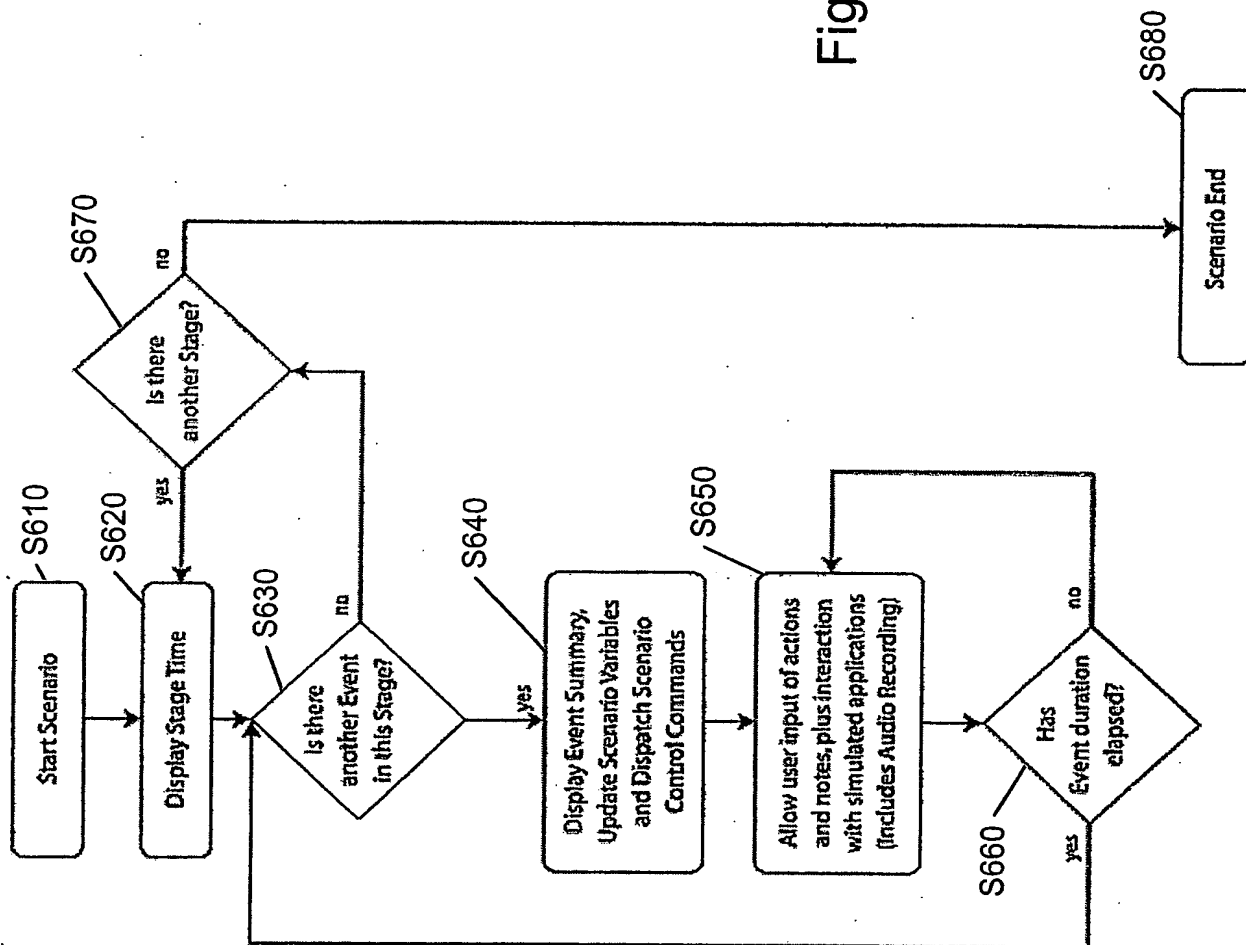 S610
Start Scenario
S620
Display Stage Time
S630
Is there
another Event
in this Stage?
no
yes
S670
Is there
another Stage?
yes
no
S640
Display Event Summary,
Update Scenario Variables
and Dispatch Scenario
Control Commands
S650
Allow user input of actions
and notes, plus interaction
with simulated applications
(Includes Audio Recording)
S660
Has
Event duration
elapsed?
yes
no
S680
Scenario End
Fig